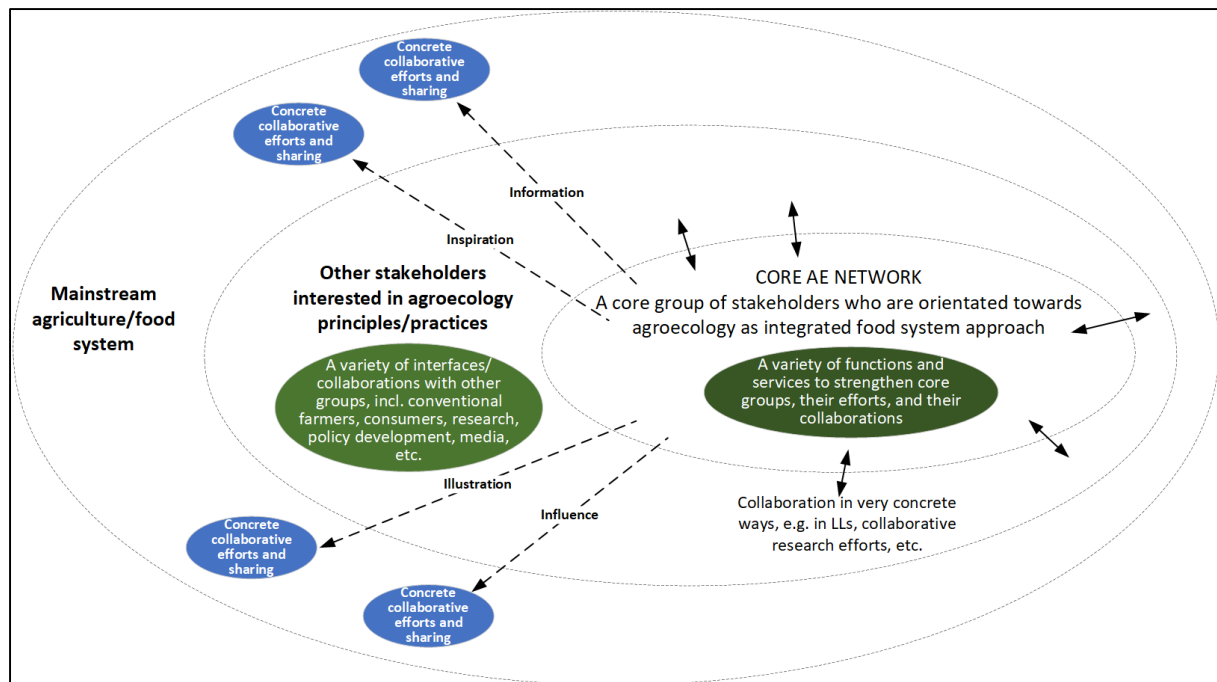 Concrete
collaborative
efforts and
sharing
Concrete
collaborative
efforts and
sharing
Information
Inspiration
Mainstream
agriculture/food
system
Other stakeholders
interested in agroecology
principles/practices
A variety of interfaces/
collaborations with other
groups, incl. conventional
farmers, consumers, research,
policy development, media,
etc.
CORE AE NETWORK
A core group of stakeholders who are orientated towards
agroecology as integrated food system approach
A variety of functions and
services to strengthen core
groups, their efforts, and their
collaborations
Illustration
Influence
Collaboration in very concrete
ways, e.g. in LLs, collaborative
research efforts, etc.
Concrete
collaborative
efforts and
sharing
Concrete
collaborative
efforts and
sharing